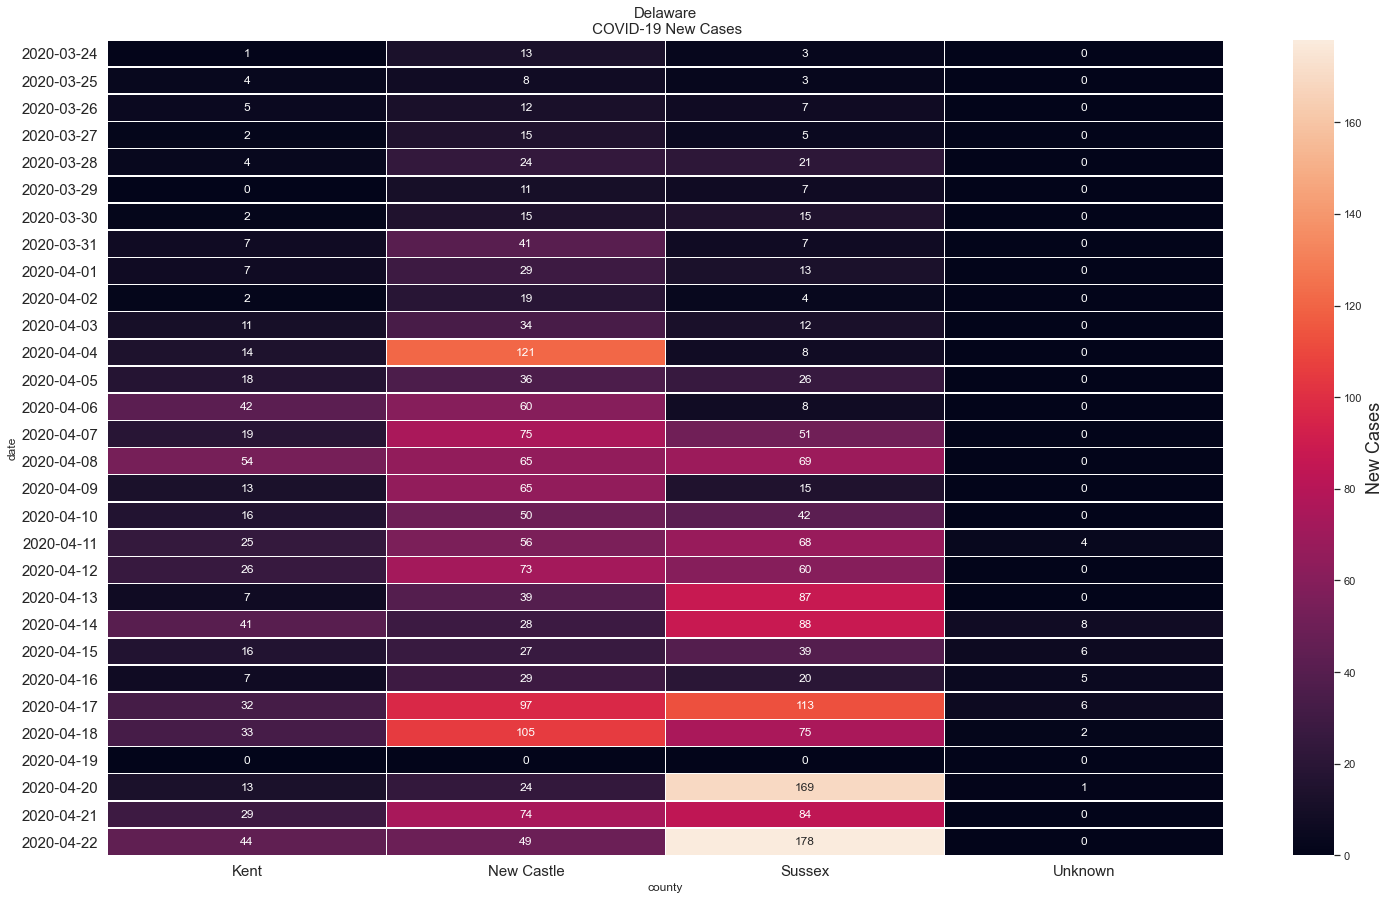 Delaware
COVID-19 New Cases
2020-03-24 1 13 3 0
2020-03-25 4 8 3 0
2020-03-26 5 12 7 0
2020-03-27 2 15 5 0
2020-03-28 4 24 21 0
2020-03-29 0 11 7 0
2020-03-30 2 15 15 0
2020-03-31 7 41 7 0
2020-04-01 7 29 13 0
2020-04-02 2 19 4 0
2020-04-03 11 34 12 0
2020-04-04 14 121 8 0
2020-04-05 18 36 26 0
2020-04-06 42 60 8 0
2020-04-07 19 75 51 0
2020-04-08 54 65 69 0
2020-04-09 13 65 15 0
2020-04-10 16 50 42 0
2020-04-11 25 56 68 4
2020-04-12 26 73 60 0
2020-04-13 7 39 87 0
2020-04-14 41 28 88 8
2020-04-15 16 27 39 6
2020-04-16 7 29 20 5
2020-04-17 32 97 113 6
2020-04-18 33 105 75 2
2020-04-19 0 0 0 0
2020-04-20 13 24 169 1
2020-04-21 29 74 84 0
2020-04-22 44 49 178 0
Kent New Castle Sussex Unknown
county
date
160
140
120
100
80
60
40
20
0
New Cases